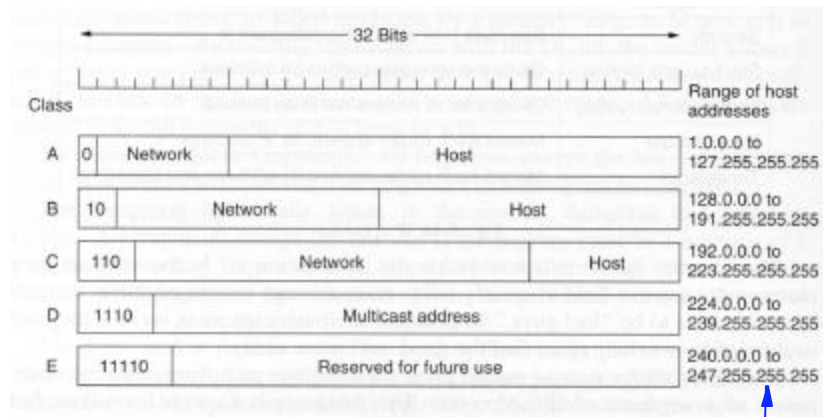 32 Bits
Class
Range of host
addresses
A 0 Network Host 1.0.0.0 to
127.255.255.255
B 10 Network Host 128.0.0.0 to
191.255.255.255
C 110 Network Host 192.0.0.0 to
223.255.255.255
D 1110 Multicast address 224.0.0.0 to
239.255.255.255
E 11110 Reserved for future use 240.0.0.0 to
247.255.255.255